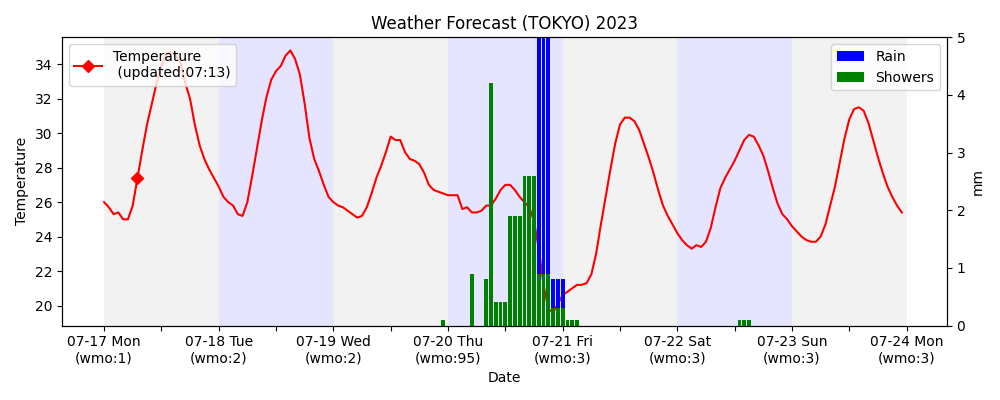 Weather Forecast (TOKYO) 2023
Temperature
(updated:07:13)
Rain
Showers
Temperature
34
32
30
28
26
24
22
20
5
4
3
2
1
0
mm
07-17 Mon
(wmo:1)
07-18 Tue
(wmo:2)
07-19 Wed
(wmo:2)
07-20 Thu
(wmo:95)
07-21 Fri
(wmo:3)
07-22 Sat
(wmo:3)
07-23 Sun
(wmo:3)
07-24 Mon
(wmo:3)
Date